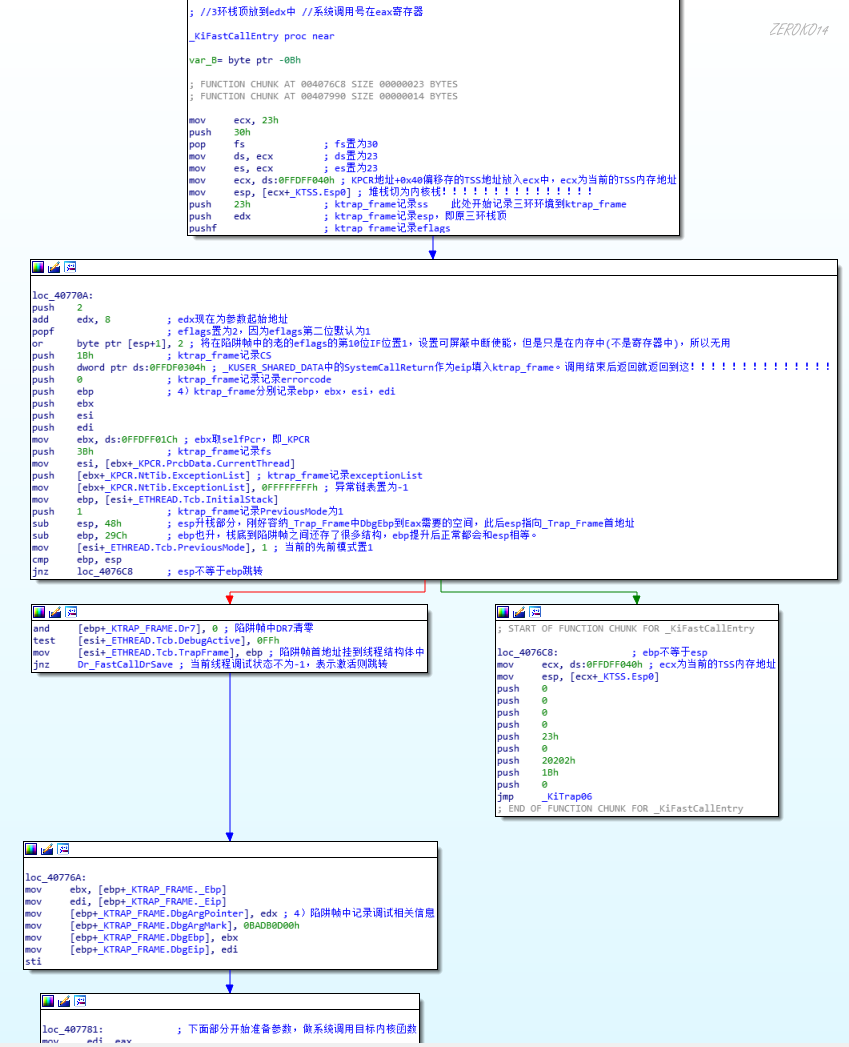 ; //3环栈顶放到edx中 //系统调用号在eax寄存器
ZEROKO14
_KiFastCallEntry proc near
var_B= byte ptr -0Bh
; FUNCTION CHUNK AT 004076C8 SIZE 00000023 BYTES
; FUNCTION CHUNK AT 00407990 SIZE 00000014 BYTES
mov ecx, 23h
push 30h
pop fs ; fs置为30
mov ds, ecx ; ds置为23
mov es, ecx ; es置为23
mov ecx, ds:0FFDFF040h ; KPCR地址+0x40偏移存的TSS地址放入ecx中，ecx为当前的TSS内存地址
mov esp, [ecx+_KTSS.Esp0] ; 堆栈切为内核栈！！！！！！！！！！！！！！！
push 23h ; ktrap_frame记录ss 此处开始记录三环环境到ktrap_frame
push edx ; ktrap_frame记录esp，即原三环栈顶
pushf ; ktrap_frame记录eflags
loc_40770A:
push 2
add edx, 8 ; edx现在为参数起始地址
popf ; eflags置为2，因为eflags第二位默认为1
or byte ptr [esp+1], 2 ; 将在陷阱帧中的老的eflags的第10位IF位置1，设置可屏蔽中断使能，但是只是在内存中(不是寄存器中)，所以无用
push 1Bh ; ktrap_frame记录CS
push dword ptr ds:0FFDF0304h ; _KUSER_SHARED_DATA中的SystemCallReturn作为eip填入ktrap_frame。调用结束后返回就返回到这！！！！！！！！！！！！！！
push 0 ; ktrap_frame记录记录errorcode
push ebp ; 4）ktrap_frame分别记录ebp，ebx，esi，edi
push ebx
push esi
push edi
mov ebx, ds:0FFDFF01Ch ; ebx取selfPcr，即_KPCR
push 3Bh ; ktrap_frame记录fs
mov esi, [ebx+_KPCR.PrcbData.CurrentThread]
push [ebx+_KPCR.NtTib.ExceptionList] ; ktrap_frame记录exceptionList
mov [ebx+_KPCR.NtTib.ExceptionList], 0FFFFFFFFh ; 异常链表置为-1
mov ebp, [esi+_ETHREAD.Tcb.InitialStack]
push 1 ; ktrap_frame记录PreviousMode为1
sub esp, 48h ; esp升栈部分，刚好容纳_Trap_Frame中DbgEbp到Eax需要的空间，此后esp指向_Trap_Frame首地址
sub ebp, 29Ch ; ebp也升，栈底到陷阱帧之间还存了很多结构，ebp提升后正常都会和esp相等。
mov [esi+_ETHREAD.Tcb.PreviousMode], 1 ; 当前的先前模式置1
cmp ebp, esp
jnz loc_4076C8 ; esp不等于ebp跳转
and [ebp+_KTRAP_FRAME.Dr7], 0 ; 陷阱帧中DR7清零
test [esi+_ETHREAD.Tcb.DebugActive], 0FFh
mov [esi+_ETHREAD.Tcb.TrapFrame], ebp ; 陷阱帧首地址挂到线程结构体中
jnz Dr_FastCallDrSave ; 当前线程调试状态不为-1，表示激活则跳转
; START OF FUNCTION CHUNK FOR _KiFastCallEntry
loc_4076C8: ; ebp不等于esp
mov ecx, ds:0FFDFF040h ; ecx为当前的TSS内存地址
mov esp, [ecx+_KTSS.Esp0]
push 0
push 0
push 0
push 0
push 23h
push 0
push 20202h
push 1Bh
push 0
jmp _KiTrap06
; END OF FUNCTION CHUNK FOR _KiFastCallEntry
loc_40776A:
mov ebx, [ebp+_KTRAP_FRAME._Ebp]
mov edi, [ebp+_KTRAP_FRAME._Eip]
mov [ebp+_KTRAP_FRAME.DbgArgPointer], edx ; 4）陷阱帧中记录调试相关信息
mov [ebp+_KTRAP_FRAME.DbgArgMark], 0BADB0D00h
mov [ebp+_KTRAP_FRAME.DbgEbp], ebx
mov [ebp+_KTRAP_FRAME.DbgEip], edi
sti
loc_407781: ; 下面部分开始准备参数，做系统调用目标内核函数
mov edi, eax